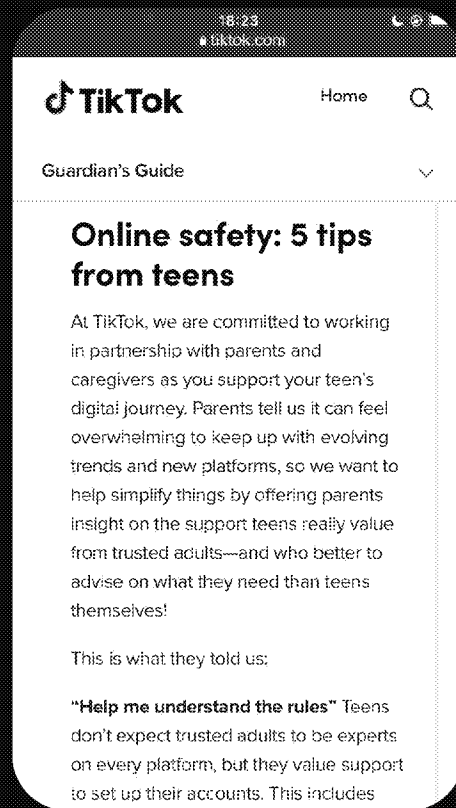 18:23
tiktok.com
TikTok
Home
Guardian's Guide
Online safety: 5 tips
from teens
At TikTok, we are committed to working
in partnership with parents and
caregivers as you support your teen's
digital journey. Parents tell us it can feel
overwhelming to keep up with evolving
trends and new platforms, so we want to
help simplify things by offering parents
insight on the support teens really value
from trusted adults—and who better to
advise on what they need than teens
themselves!
This is what they told us:
“Help me understand the rules” Teens
don't expect trusted adults to be experts
on every platform, but they value support
to set up their accounts. This includes